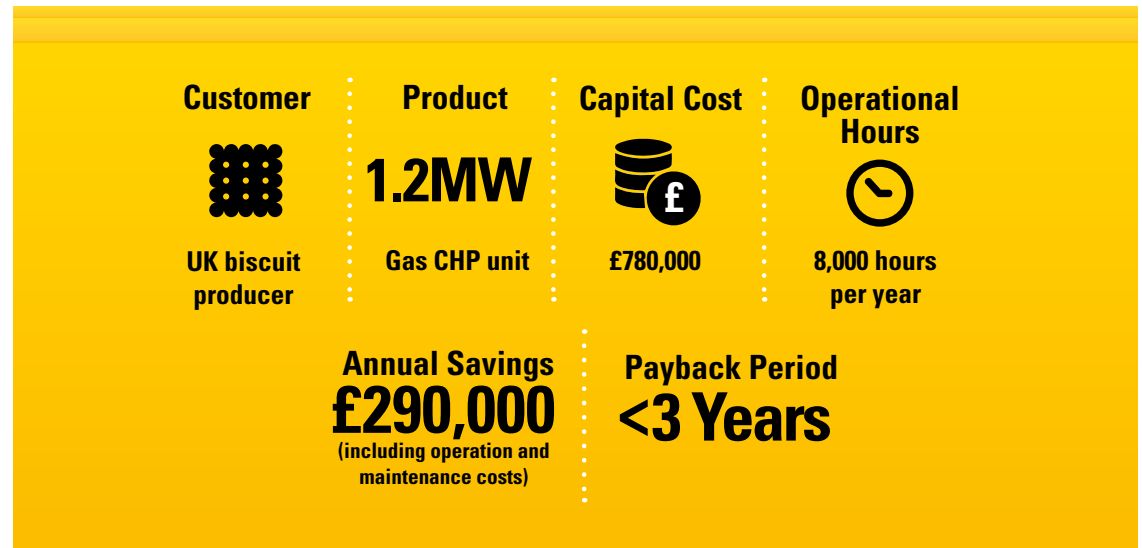 Customer
UK biscuit
producer
Product
1.2MW
Gas CHP unit
Capital Cost
£
£780,000
Operational
Hours
8,000 hours
per year
Annual Savings
£290,000
(including operation and
maintenance costs)
Payback Period
<3 Years